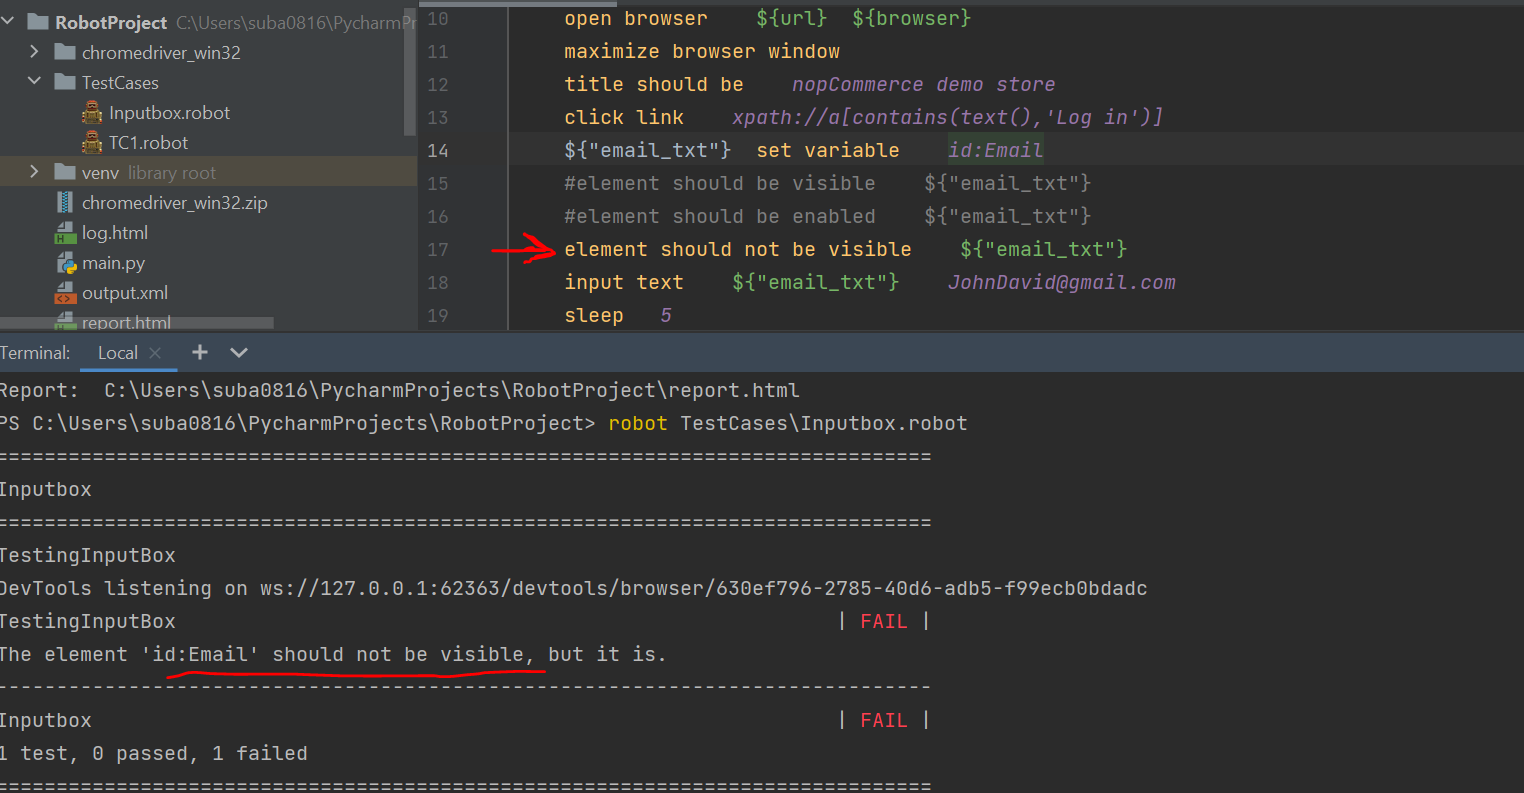 RobotProject C:\Users\suba0816\PycharmPr
chromedriver_win32
TestCases
Inputbox.robot
TC1.robot
venv library root
chromedriver_win32.zip
log.html
main.py
output.xml
report.html
10 open browser ${url} ${browser}
11 maximize browser window
12 title should be nopCommerce demo store
13 click link xpath://a[contains(text(),'Log in')]
14 ${"email_txt"} set variable id:Email
15 #element should be visible ${"email_txt"}
16 #element should be enabled ${"email_txt"}
17 element should not be visible ${"email_txt"}
18 input text ${"email_txt"} JohnDavid@gmail.com
19 sleep 5
Terminal: Local × +
Report: C:\Users\suba0816\PycharmProjects\RobotProject\report.html
PS C:\Users\suba0816\PycharmProjects\RobotProject> robot TestCases\Inputbox.robot
==============================================================================
Inputbox
==============================================================================
TestingInputBox
DevTools listening on ws://127.0.0.1:62363/devtools/browser/630ef796-2785-40d6-adb5-f99ecb0bdadc
TestingInputBox | FAIL |
The element 'id:Email' should not be visible, but it is.
------------------------------------------------------------------------------
Inputbox | FAIL |
1 test, 0 passed, 1 failed
==============================================================================